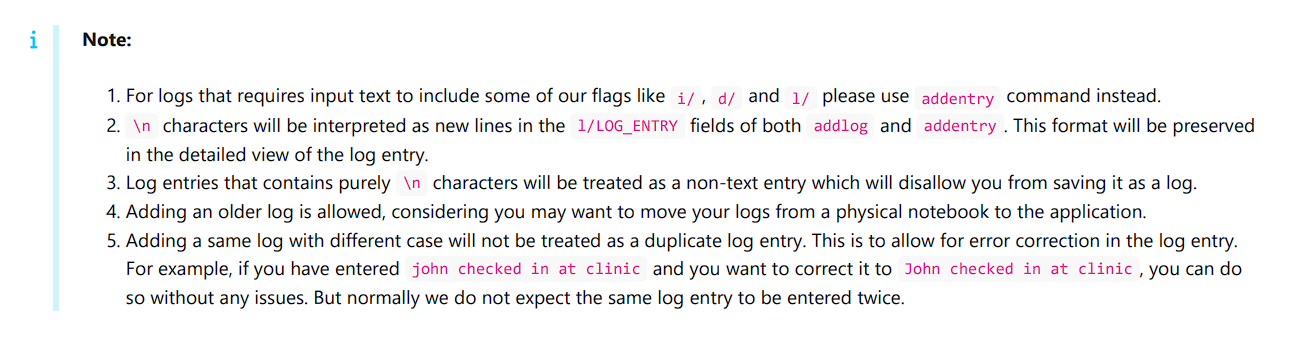 i
Note:
1. For logs that requires input text to include some of our flags like i/, d/ and l/ please use addentry command instead.
2. \n characters will be interpreted as new lines in the l/LOG_ENTRY fields of both addlog and addentry. This format will be preserved
in the detailed view of the log entry.
3. Log entries that contains purely \n characters will be treated as a non-text entry which will disallow you from saving it as a log.
4. Adding an older log is allowed, considering you may want to move your logs from a physical notebook to the application.
5. Adding a same log with different case will not be treated as a duplicate log entry. This is to allow for error correction in the log entry.
For example, if you have entered john checked in at clinic and you want to correct it to John checked in at clinic, you can do
so without any issues. But normally we do not expect the same log entry to be entered twice.